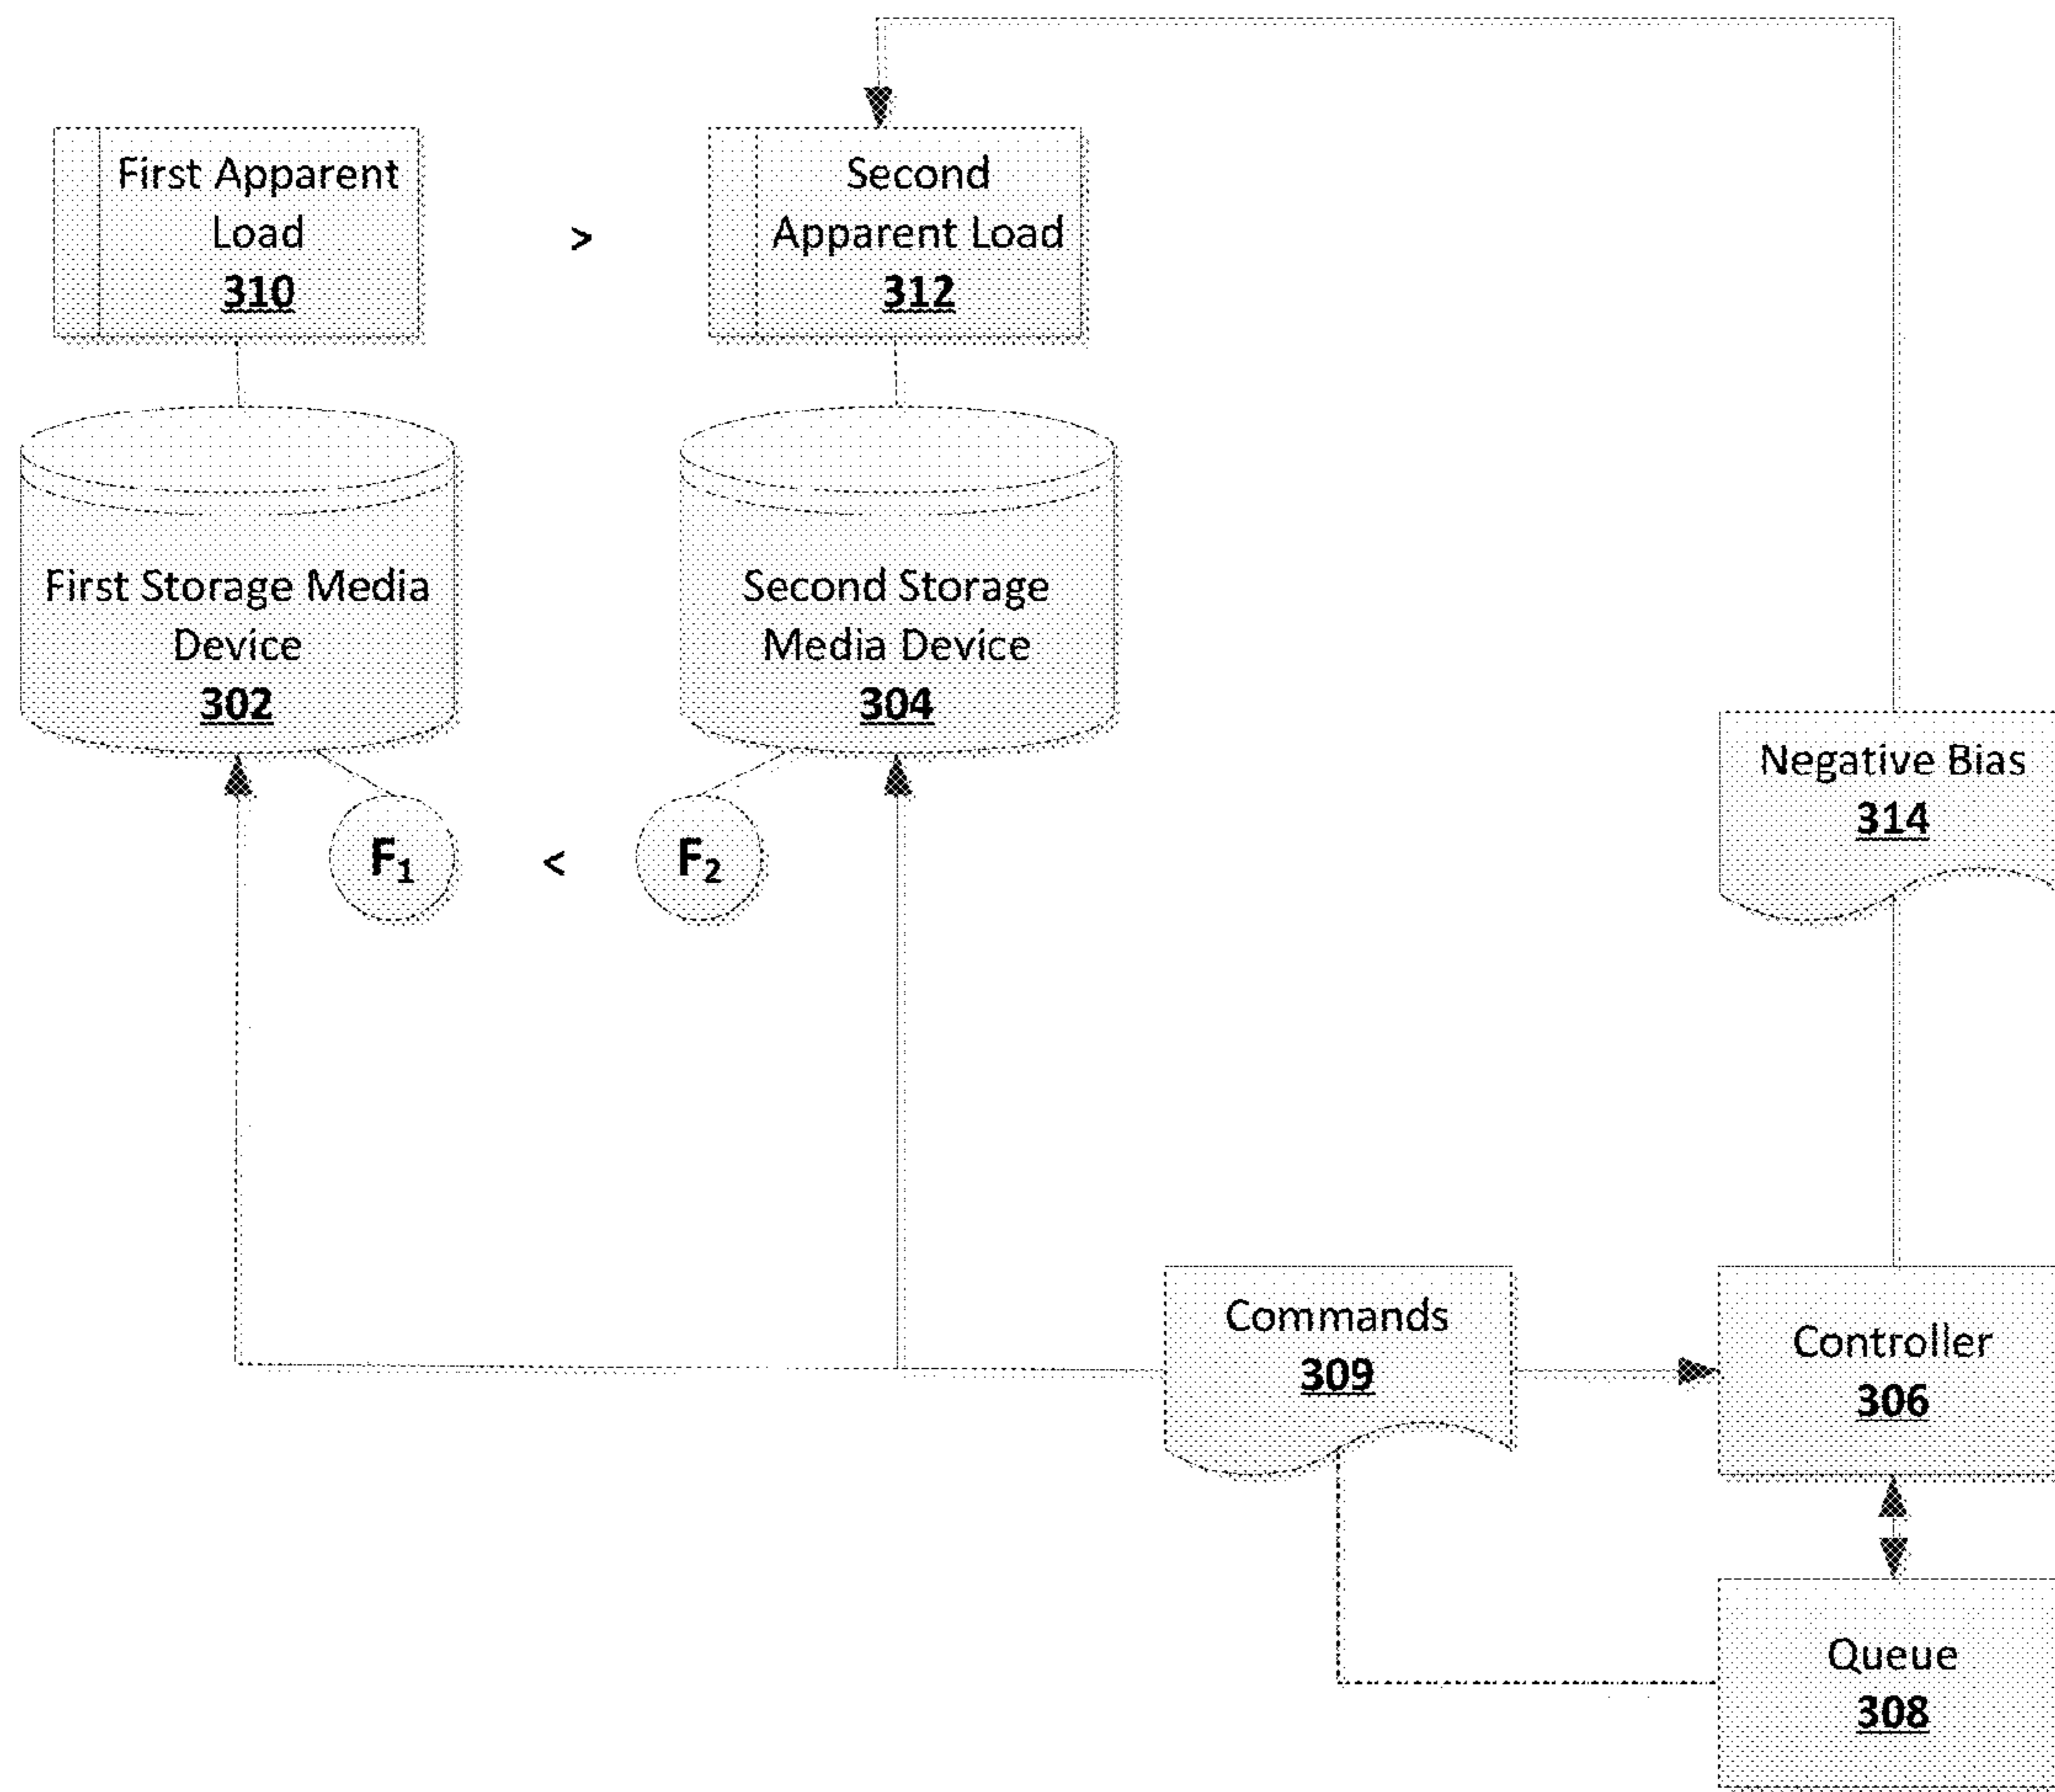 First Apparent
Load
310
>
Second
Apparent Load
312
First Storage Media
Device
302
Second Storage
Media Device
304
F₁
<
F₂
Negative Bias
314
Commands
309
Controller
306
Queue
308